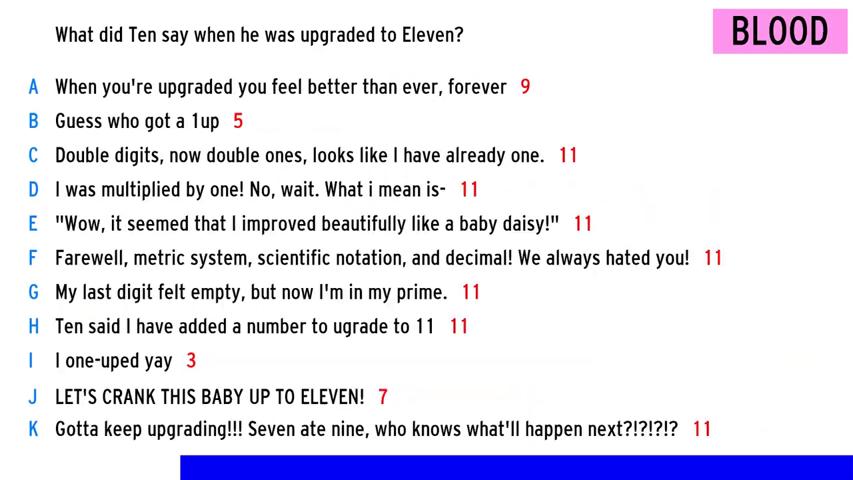 What did Ten say when he was upgraded to Eleven?
BLOOD
A When you're upgraded you feel better than ever, forever 9
B Guess who got a 1up 5
C Double digits, now double ones, looks like I have already one. 11
D I was multiplied by one! No, wait. What i mean is- 11
E "Wow, it seemed that I improved beautifully like a baby daisy!" 11
F Farewell, metric system, scientific notation, and decimal! We always hated you! 11
G My last digit felt empty, but now I'm in my prime. 11
H Ten said I have added a number to ugrade to 11 11
I I one-uped yay 3
J LET'S CRANK THIS BABY UP TO ELEVEN! 7
K Gotta keep upgrading!!! Seven ate nine, who knows what'll happen next?!?!?!? 11